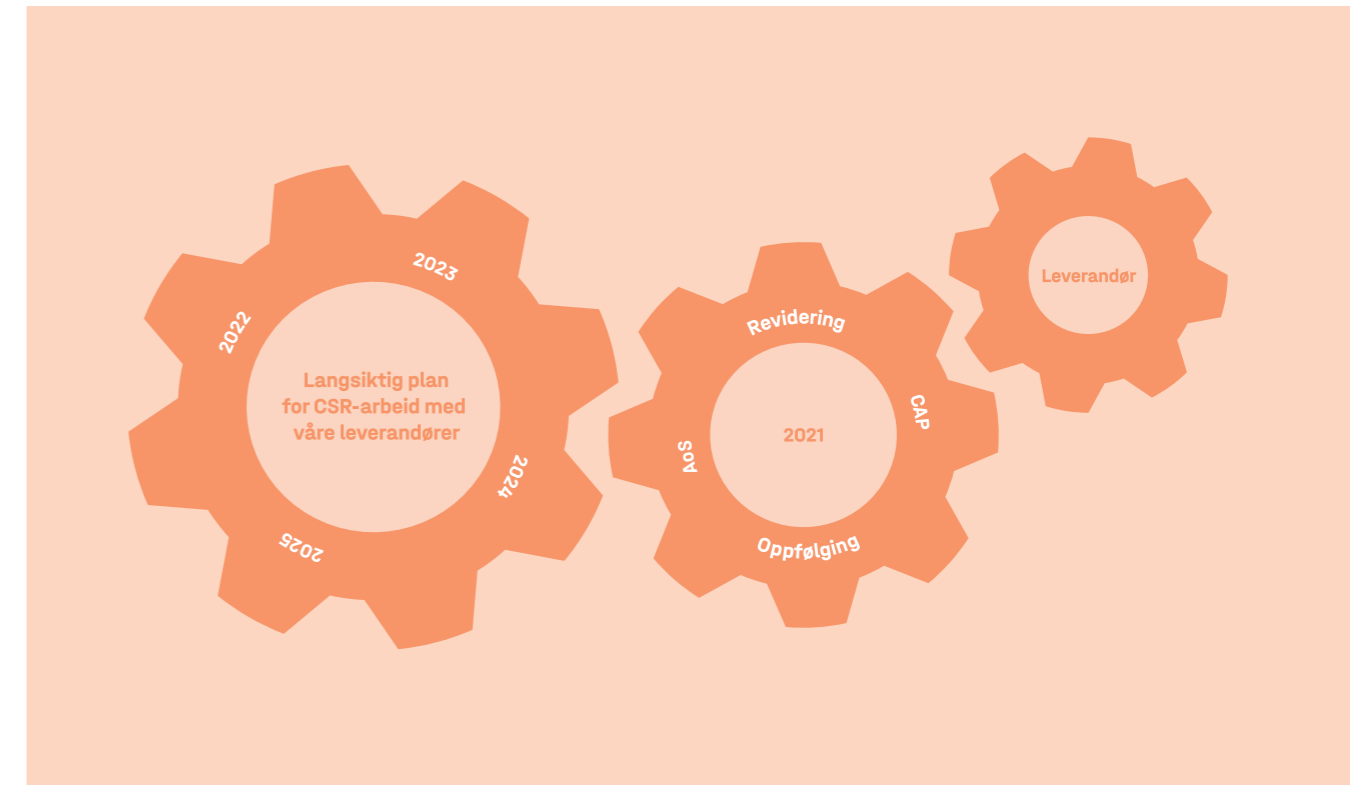 2022
2023
2024
2025
Langsiktig plan
for CSR-arbeid med
våre leverandører
AoS
Revidering
CAP
Oppfølging
2021
Leverandør